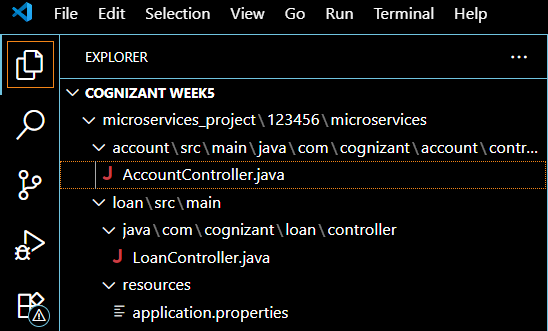 File Edit Selection View Go Run Terminal Help
EXPLORER ...
COGNIZANT WEEK5
microservices_project\123456\microservices
account\src\main\java\com\cognizant\account\contr...
AccountController.java
loan\src\main
java\com\cognizant\loan\controller
LoanController.java
resources
application.properties